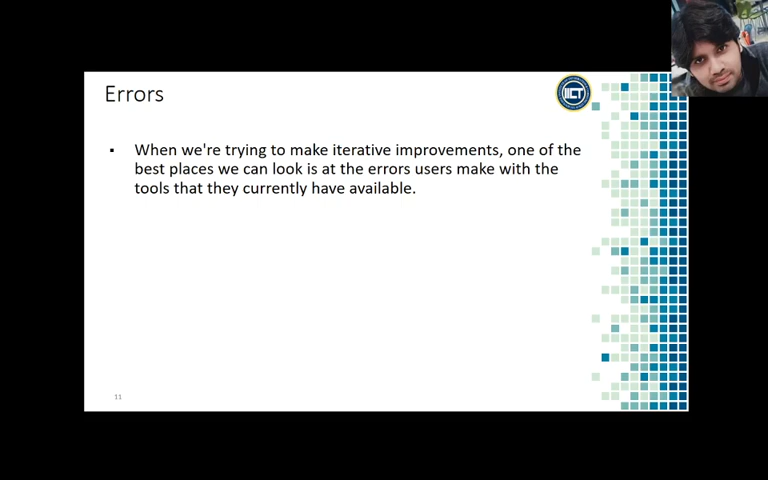 Errors
IICT
▪ When we're trying to make iterative improvements, one of the
best places we can look is at the errors users make with the
tools that they currently have available.
11